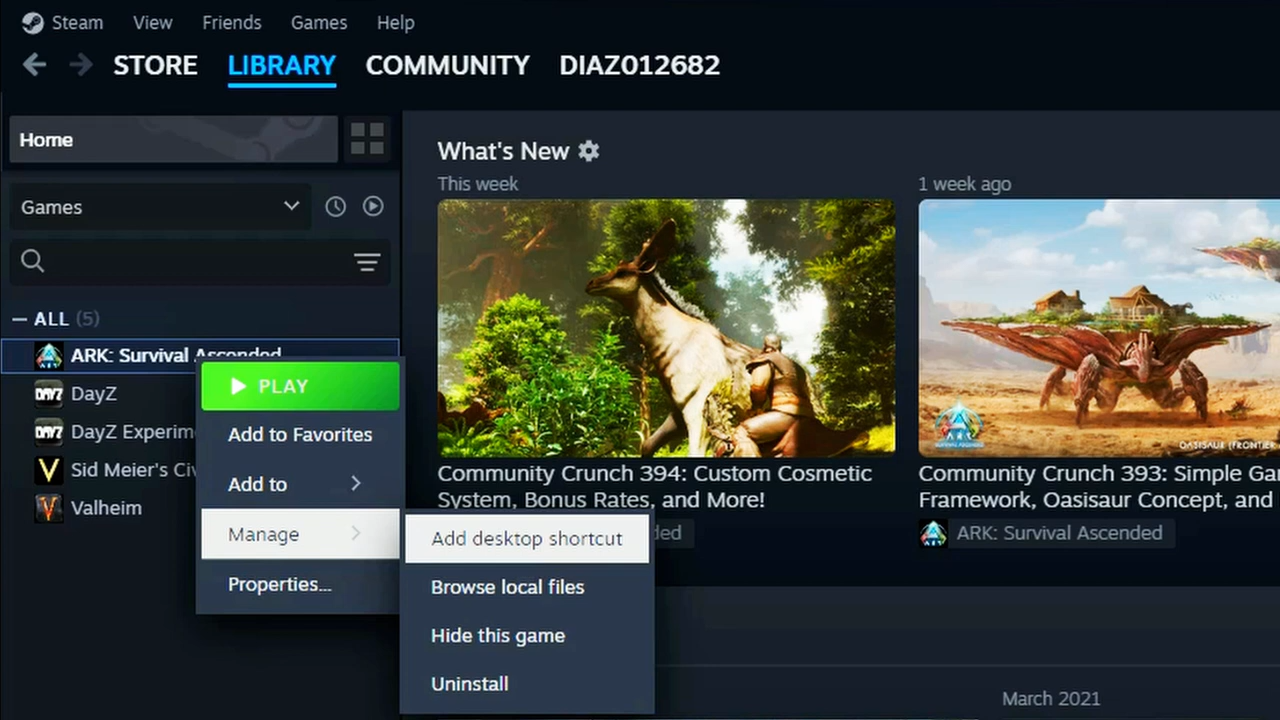 Steam View Friends Games Help
STORE LIBRARY COMMUNITY DIAZ012682
Home
Games
ALL (5)
ARK: Survival Ascended
DayZ
DayZ Experim
Sid Meier's Civ
Valheim
PLAY
Add to Favorites
Add to
Manage
Properties...
Add desktop shortcut
Browse local files
Hide this game
Uninstall
What's New
This week
Community Crunch 394: Custom Cosmetic
System, Bonus Rates, and More!
1 week ago
OASISAUR (FRONTIER
Community Crunch 393: Simple Ga
Framework, Oasisaur Concept, and
ARK: Survival Ascended
March 2021